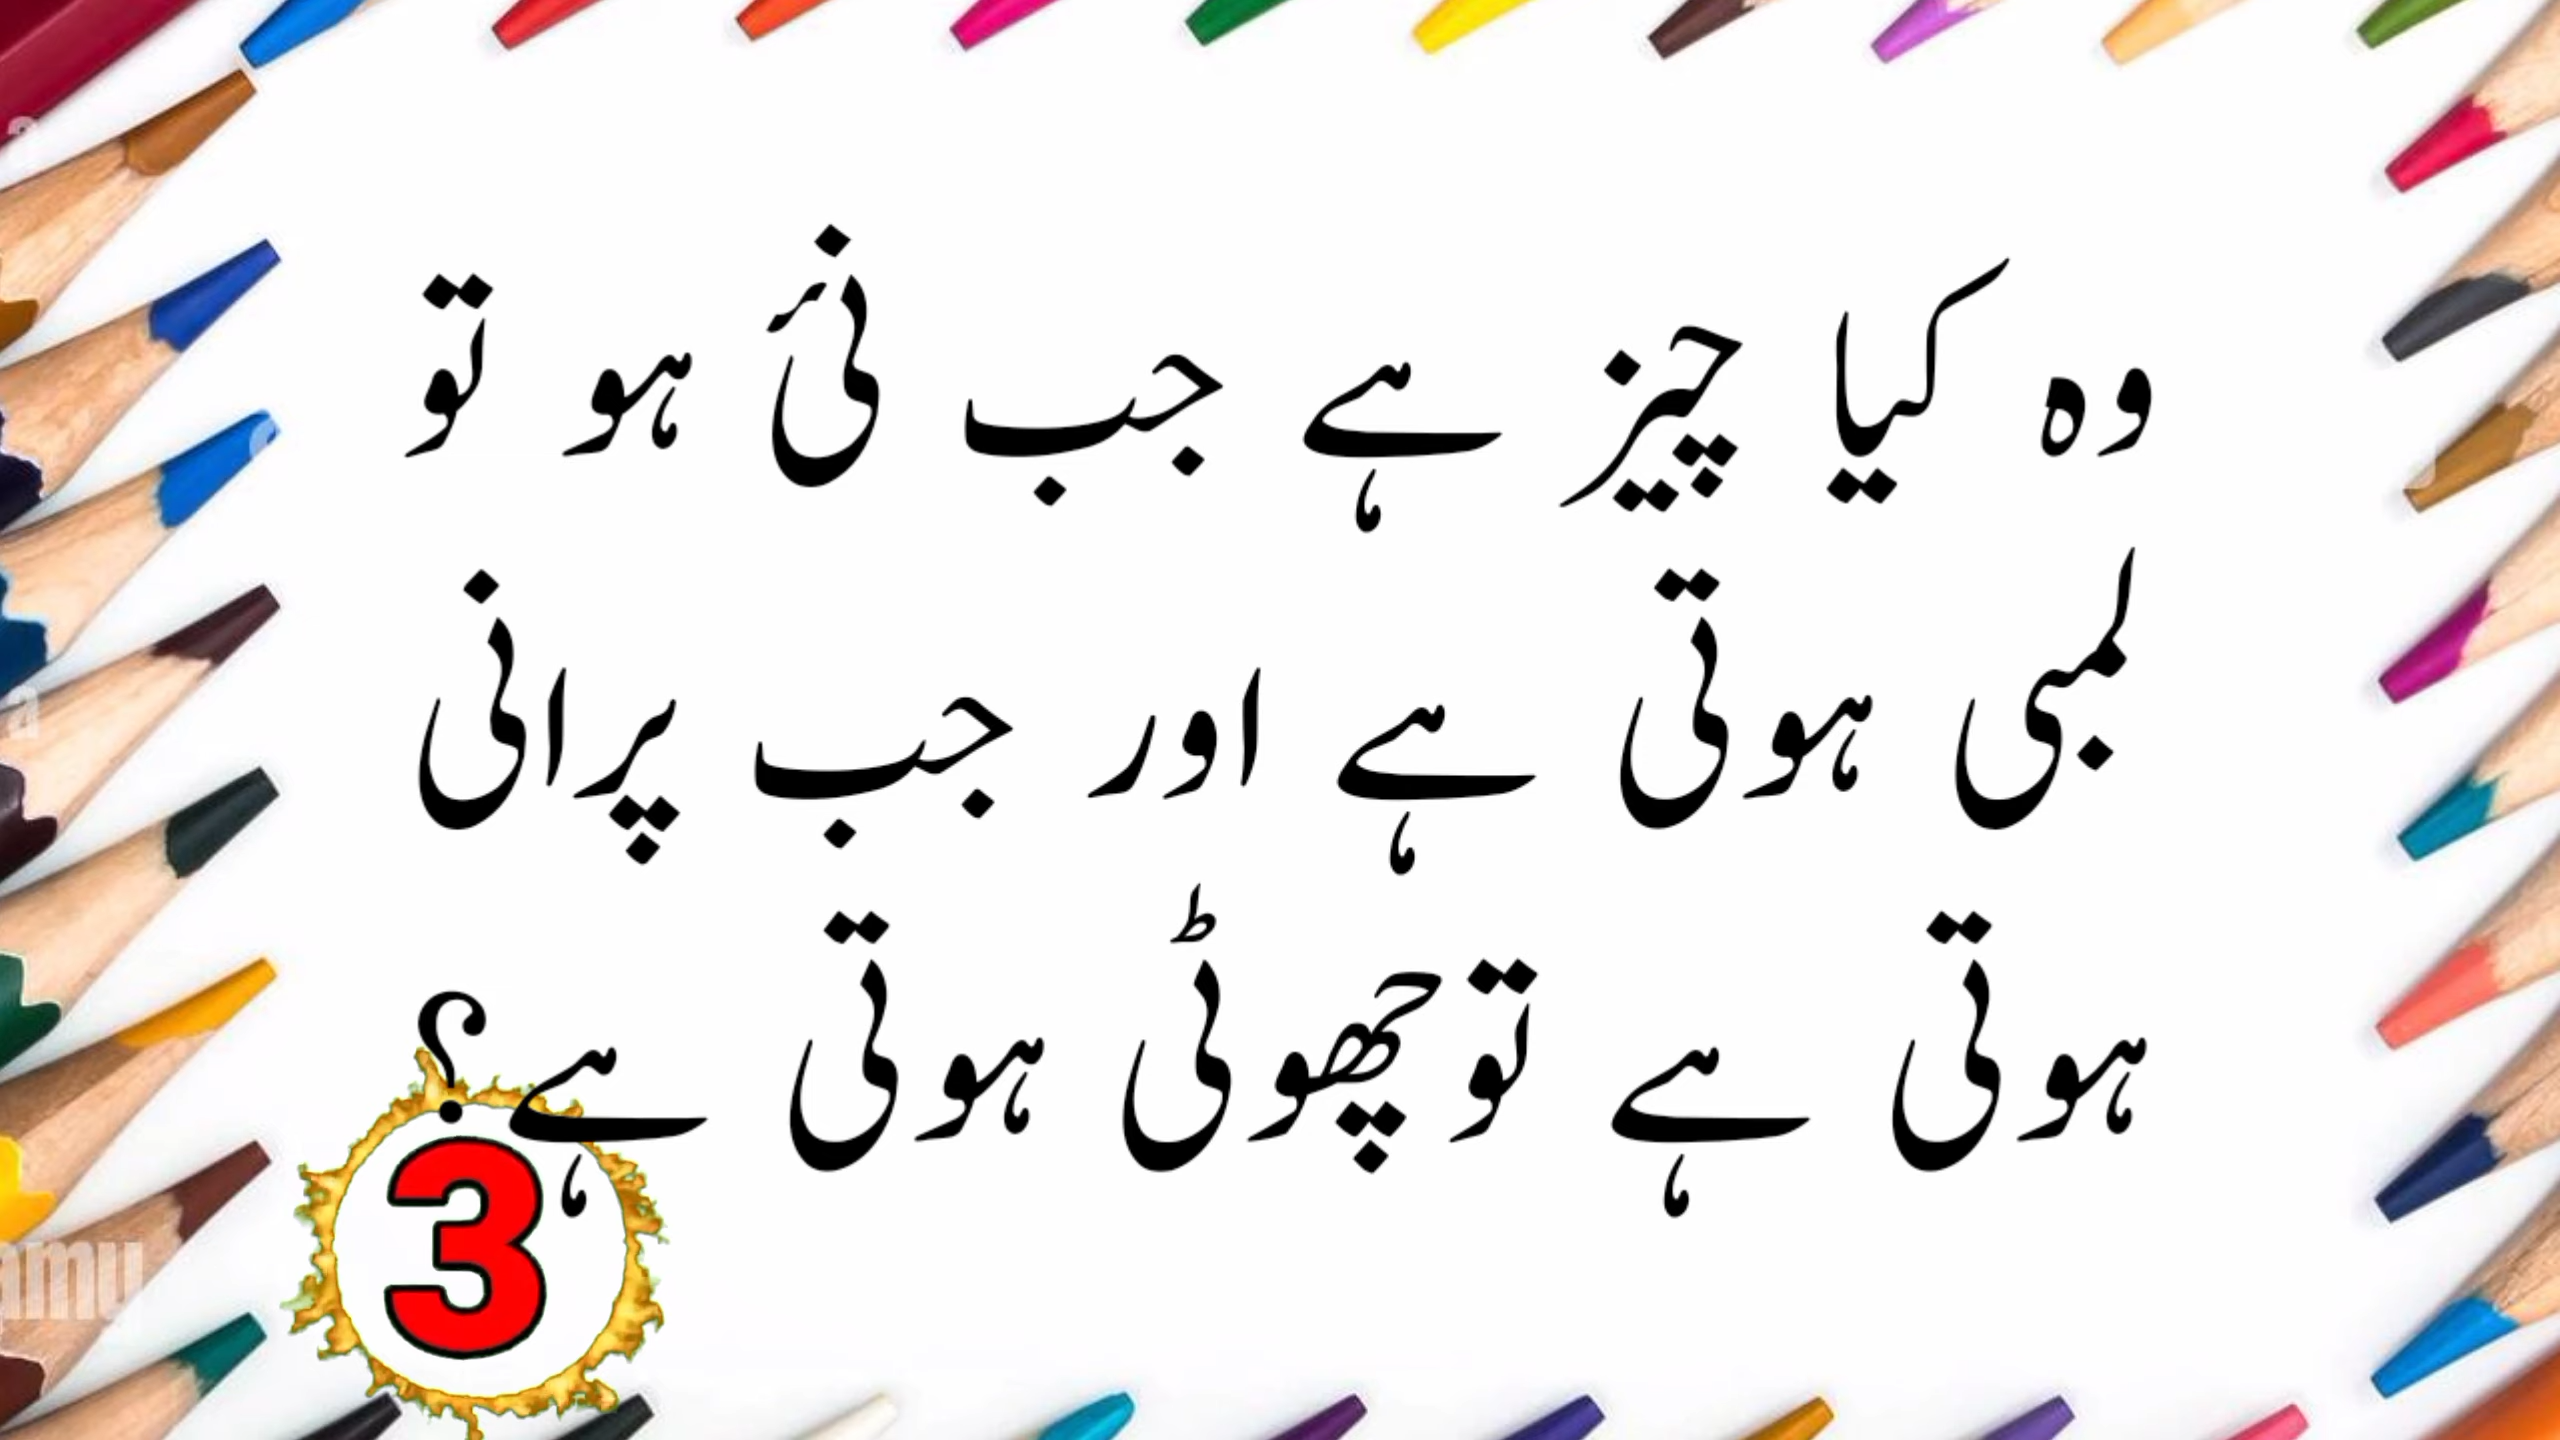 وہ کیا چیز ہے جب نئ ہو تو
لمبی ہوتی ہے اور جب پرانی
ہوتی ہے تو چھوٹی ہوتی ہے؟
3
a
a
a